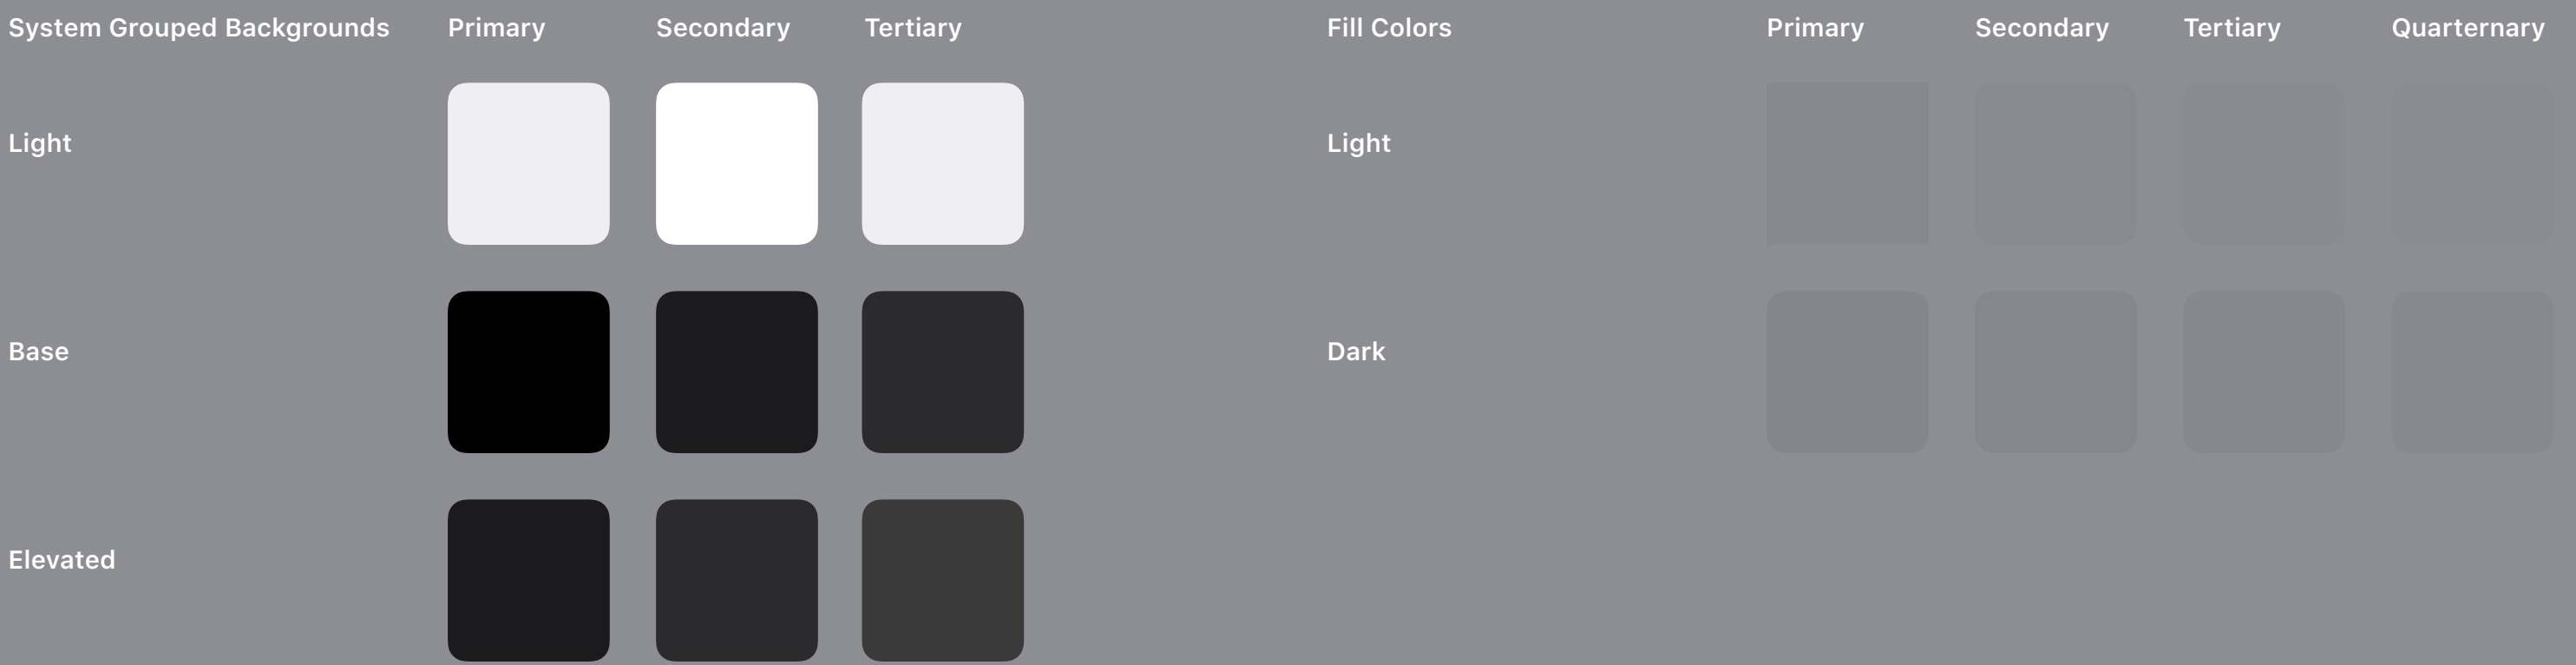 System Grouped Backgrounds Primary Secondary Tertiary
Light
Base
Elevated
Fill Colors Primary Secondary Tertiary Quarternary
Light
Dark